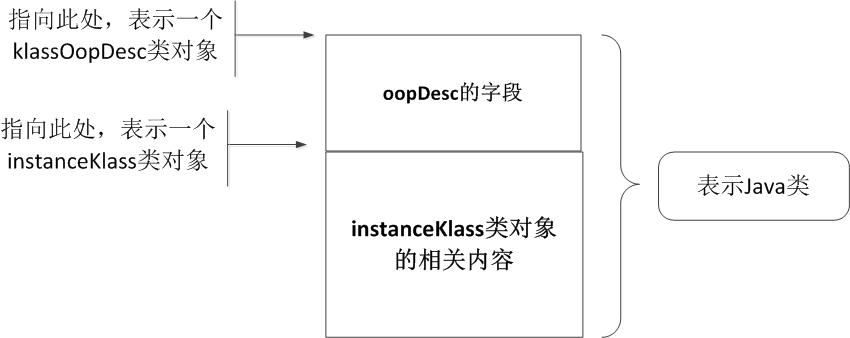 指向此处，表示一个
klassOopDesc类对象
oopDesc的字段
指向此处，表示一个
instanceKlass类对象
表示Java类
instanceKlass类对象
的相关内容